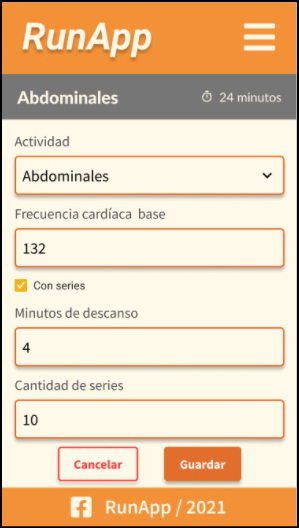 RunApp
Abdominales 24 minutos
Actividad
Abdominales
Frecuencia cardíaca base
132
Con series
Minutos de descanso
4
Cantidad de series
10
Cancelar Guardar
RunApp / 2021